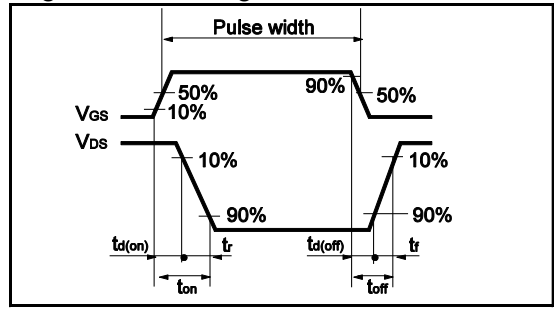 Pulse width
90%
50%
50%
10%
VGS
VDS
10%
10%
90%
90%
td(on)
tr
td(off)
tf
ton
toff